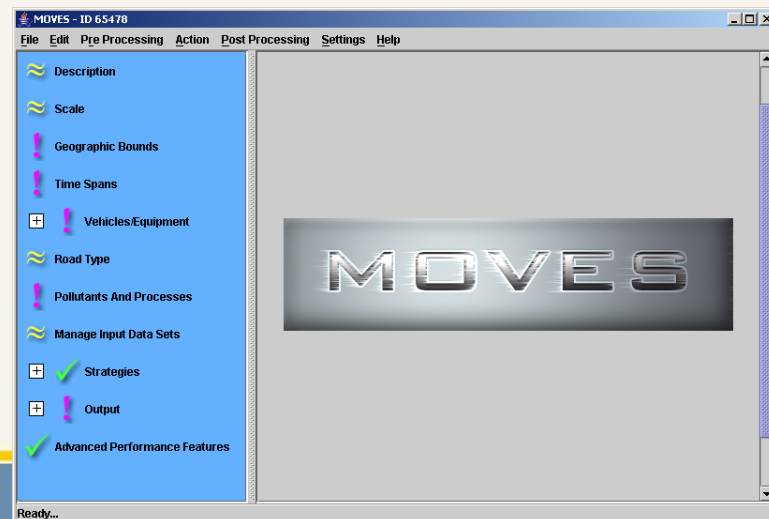 MOVES - ID 65478
File Edit Pre Processing Action Post Processing Settings Help
Description
Scale
Geographic Bounds
Time Spans
Vehicles/Equipment
Road Type
Pollutants And Processes
Manage Input Data Sets
Strategies
Output
Advanced Performance Features
MOVES
Ready...